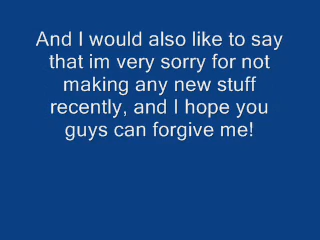 And I would also like to say
that im very sorry for not
making any new stuff
recently, and I hope you
guys can forgive me!